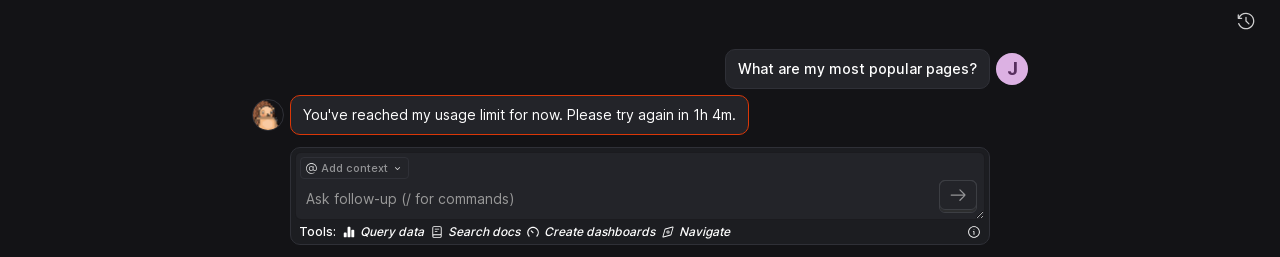 What are my most popular pages?
J
You've reached my usage limit for now. Please try again in 1h 4m.
@ Add context
Ask follow-up (/ for commands)
Tools: Query data Search docs Create dashboards Navigate